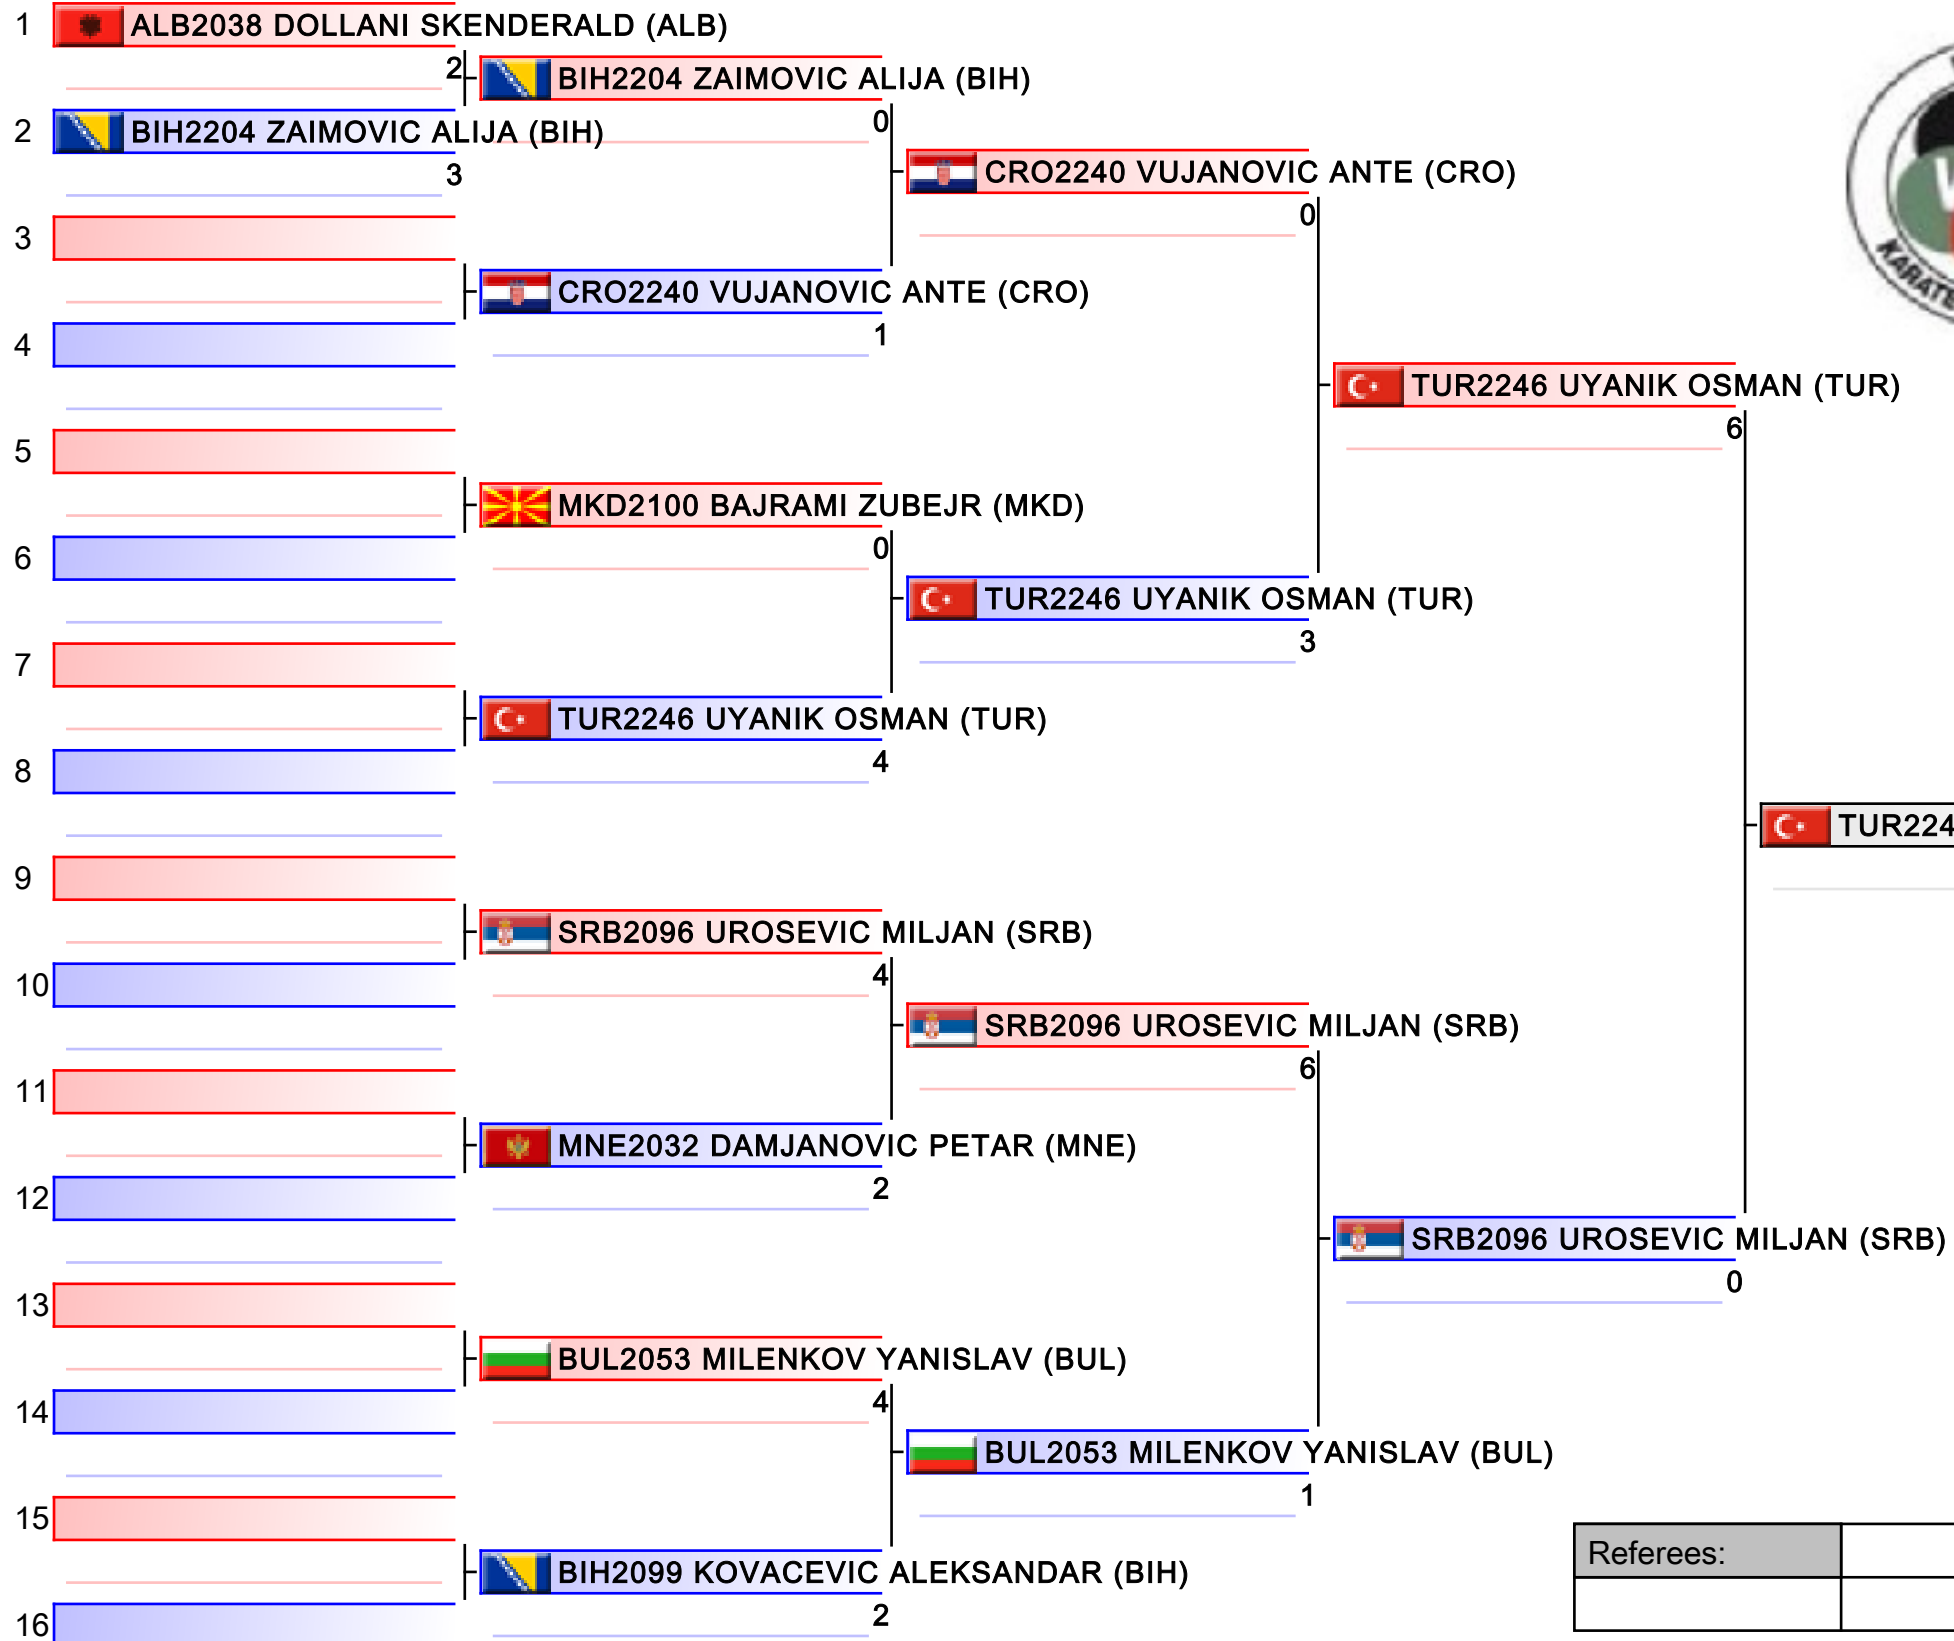 1 ALB2038 DOLLANI SKENDERALD (ALB)
2
BIH2204 ZAIMOVIC ALIJA (BIH)
0
2 BIH2204 ZAIMOVIC ALIJA (BIH)
3
CRO2240 VUJANOVIC ANTE (CRO)
0
3
CRO2240 VUJANOVIC ANTE (CRO)
1
4
TUR2246 UYANIK OSMAN (TUR)
6
5
MKD2100 BAJRAMI ZUBEJR (MKD)
0
6
TUR2246 UYANIK OSMAN (TUR)
3
7
TUR2246 UYANIK OSMAN (TUR)
4
8
TUR224
9
SRB2096 UROSEVIC MILJAN (SRB)
4
10
SRB2096 UROSEVIC MILJAN (SRB)
6
11
MNE2032 DAMJANOVIC PETAR (MNE)
2
12
SRB2096 UROSEVIC MILJAN (SRB)
0
13
BUL2053 MILENKOV YANISLAV (BUL)
4
14
BUL2053 MILENKOV YANISLAV (BUL)
1
15
BIH2099 KOVACEVIC ALEKSANDAR (BIH)
2
16
Referees:
KARATE